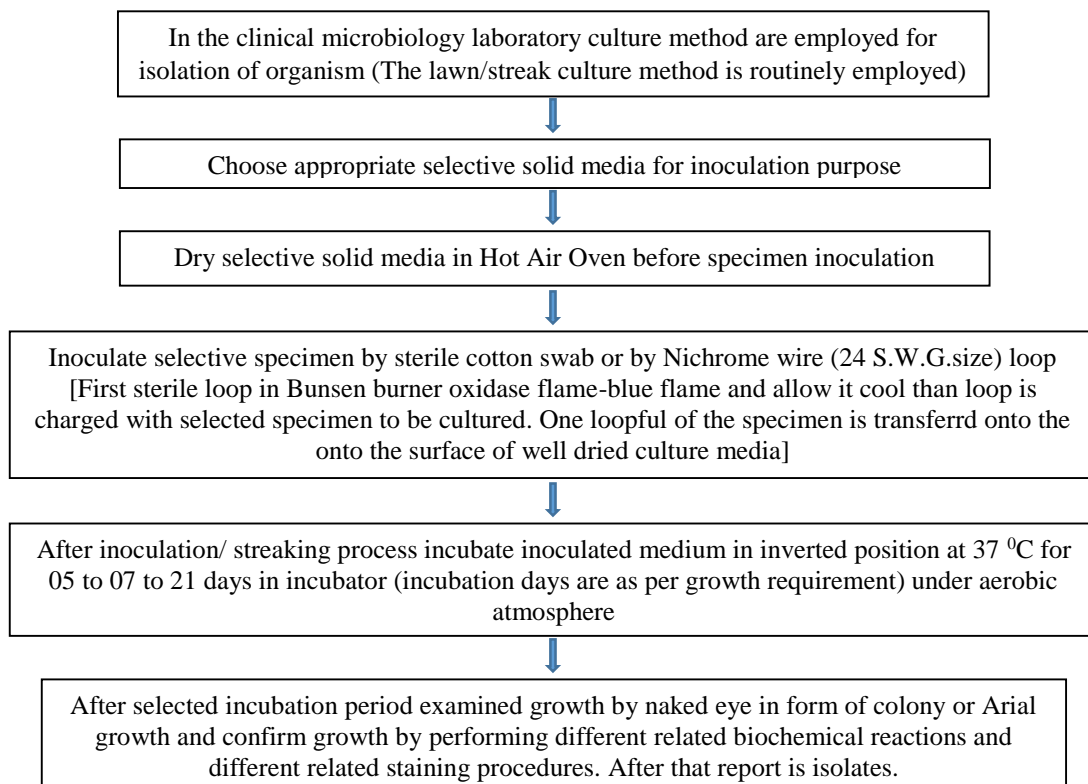 In the clinical microbiology laboratory culture method are employed for
isolation of organism (The lawn/streak culture method is routinely employed)
Choose appropriate selective solid media for inoculation purpose
Dry selective solid media in Hot Air Oven before specimen inoculation
Inoculate selective specimen by sterile cotton swab or by Nichrome wire (24 S.W.G.size) loop
[First sterile loop in Bunsen burner oxidase flame-blue flame and allow it cool than loop is
charged with selected specimen to be cultured. One loopful of the specimen is transferrd onto the
onto the surface of well dried culture media]
After inoculation/ streaking process incubate inoculated medium in inverted position at 37 ⁰C for
05 to 07 to 21 days in incubator (incubation days are as per growth requirement) under aerobic
atmosphere
After selected incubation period examined growth by naked eye in form of colony or Arial
growth and confirm growth by performing different related biochemical reactions and
different related staining procedures. After that report is isolates.